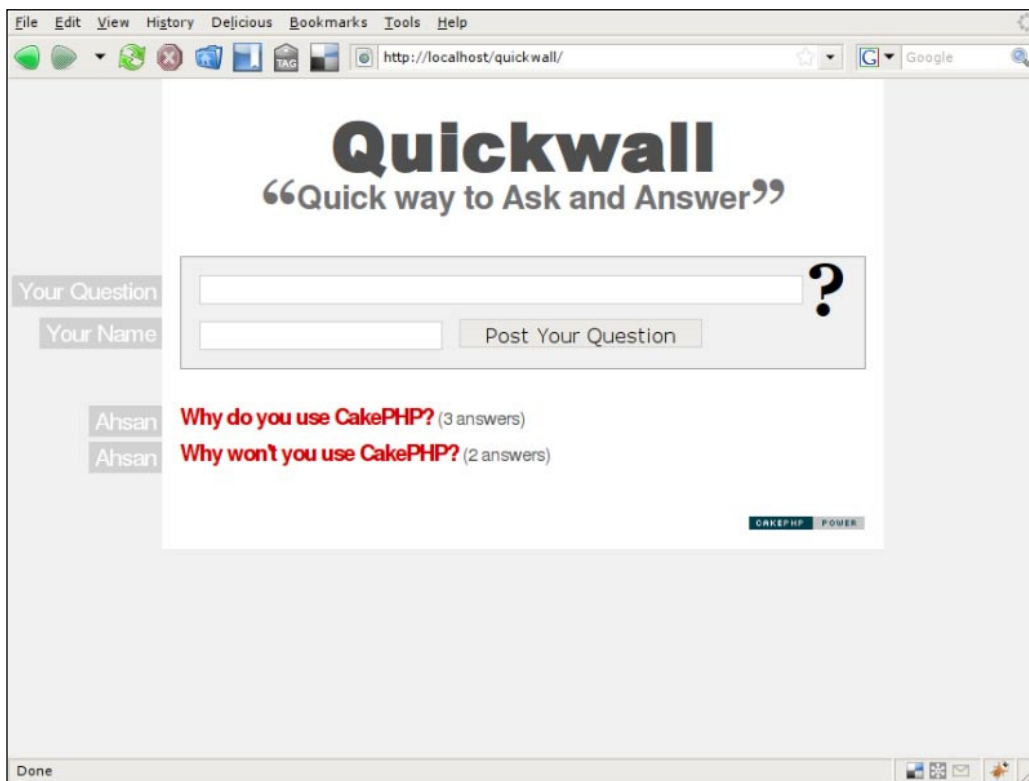 File Edit View History Delicious Bookmarks Tools Help
TAG http://localhost/quickwall/ G Google
Quickwall
“Quick way to Ask and Answer”
Your Question ?
Your Name Post Your Question
Ahsan Why do you use CakePHP? (3 answers)
Ahsan Why won't you use CakePHP? (2 answers)
CAKEPHP POWER
Done